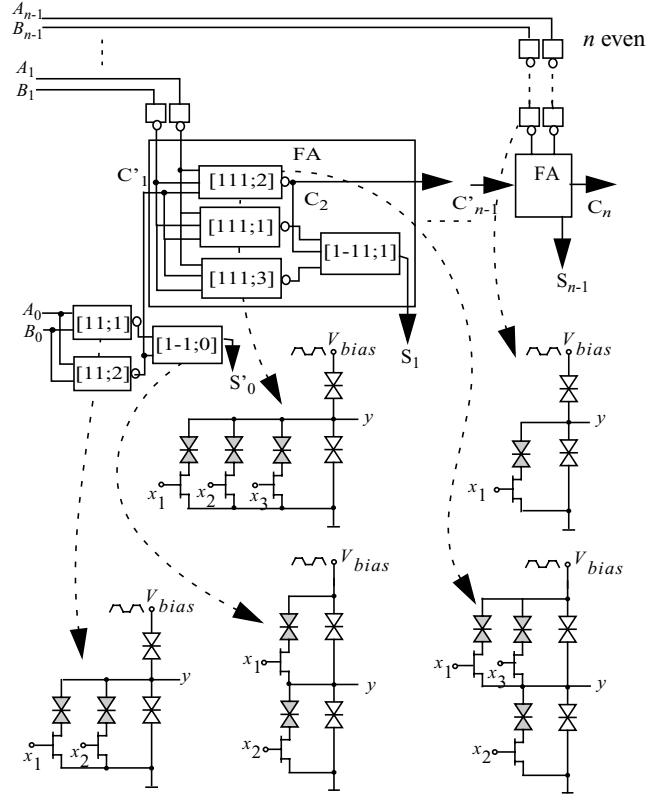 A_{n-1}
B_{n-1}
n even
A_1
B_1
FA
C'_1
[111;2]
C_2
[111;1]
[1-11;1]
[111;3]
C'_{n-1}
FA
C_n
S_{n-1}
A_0
B_0
[11;1]
[11;2]
[1-1;0]
S'_0
S_1
V_{bias}
y
x_1
x_2
x_3
V_{bias}
y
x_1
V_{bias}
y
x_1
x_2
V_{bias}
y
x_1
x_2
V_{bias}
x_1
x_3
y
x_2